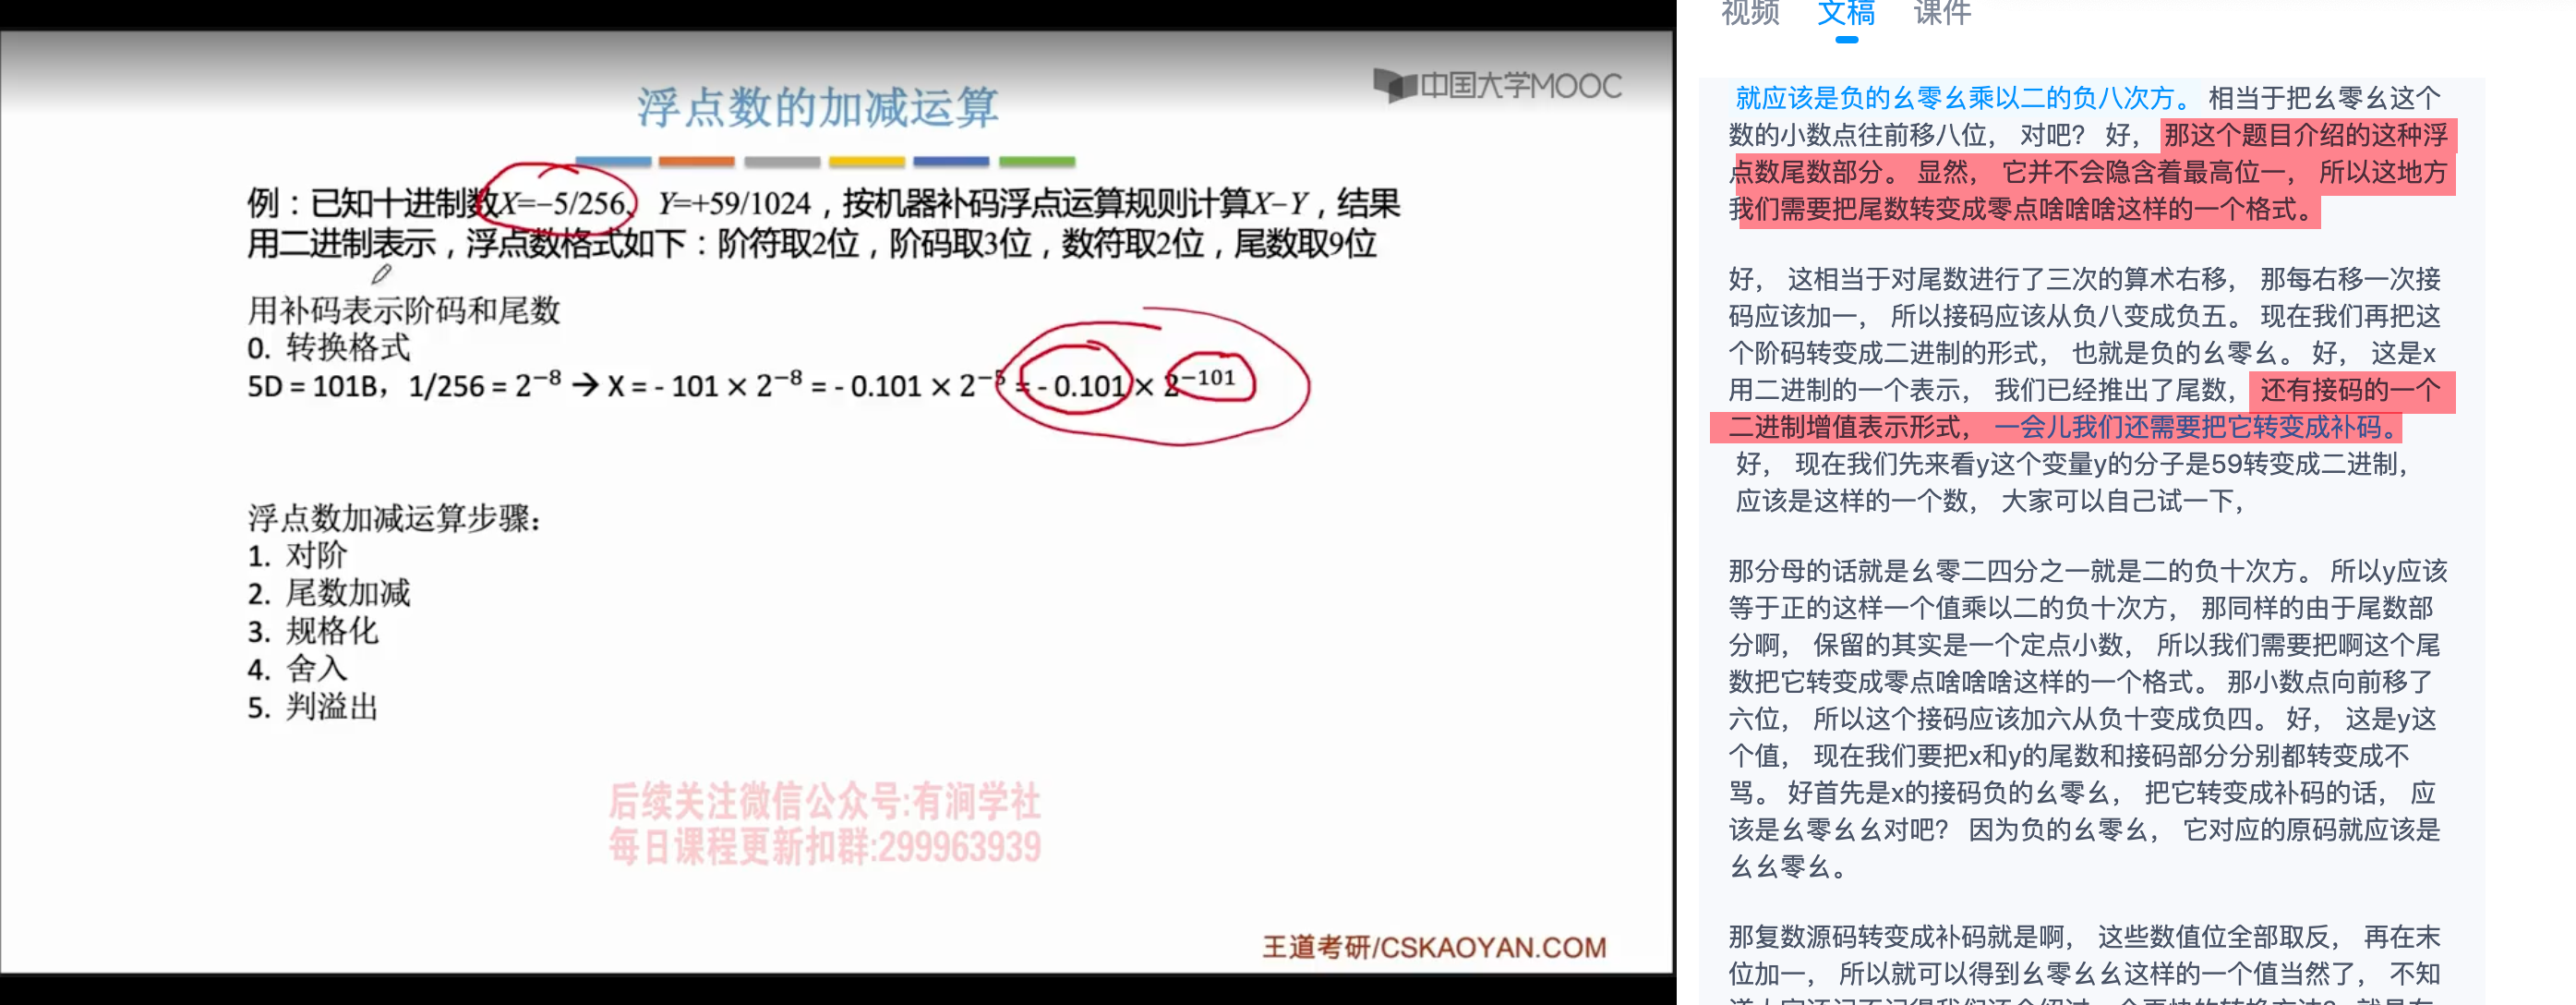 中国大学MOOC
浮点数的加减运算
例：已知十进制数X=−5/256、Y=+59/1024，按机器补码浮点运算规则计算X−Y，结果
用二进制表示，浮点数格式如下：阶符取2位，阶码取3位，数符取2位，尾数取9位
用补码表示阶码和尾数
0. 转换格式
5D = 101B，1/256 = 2⁻⁸ → X = - 101 × 2⁻⁸ = - 0.101 × 2⁻⁵ = - 0.101 × 2⁻¹⁰¹
浮点数加减运算步骤：
1. 对阶
2. 尾数加减
3. 规格化
4. 舍入
5. 判溢出
后续关注微信公众号:有涧学社
每日课程更新扣群:299963939
王道考研/CSKAOYAN.COM
视频 文稿 课件
就应该是负的幺零幺乘以二的负八次方。 相当于把幺零幺这个
数的小数点往前移八位， 对吧？ 好， 那这个题目介绍的这种浮
点数尾数部分。 显然， 它并不会隐含着最高位一， 所以这地方
我们需要把尾数转变成零点啥啥啥这样的一个格式。
好， 这相当于对尾数进行了三次的算术右移， 那每右移一次接
码应该加一， 所以接码应该从负八变成负五。 现在我们再把这
个阶码转变成二进制的形式， 也就是负的幺零幺。 好， 这是x
用二进制的一个表示， 我们已经推出了尾数， 还有接码的一个
二进制增值表示形式， 一会儿我们还需要把它转变成补码。
好， 现在我们先来看y这个变量y的分子是59转变成二进制，
应该是这样的一个数， 大家可以自己试一下，
那分母的话就是幺零二四分之一就是二的负十次方。 所以y应该
等于正的这样一个值乘以二的负十次方， 那同样的由于尾数部
分啊， 保留的其实是一个定点小数， 所以我们需要把啊这个尾
数把它转变成零点啥啥啥这样的一个格式。 那小数点向前移了
六位， 所以这个接码应该加六从负十变成负四。 好， 这是y这
个值， 现在我们要把x和y的尾数和接码部分分别都转变成不
骂。 好首先是x的接码负的幺零幺， 把它转变成补码的话， 应
该是幺零幺幺对吧？ 因为负的幺零幺， 它对应的原码就应该是
幺幺零幺。
那复数源码转变成补码就是啊， 这些数值位全部取反， 再在末
位加一， 所以就可以得到幺零幺幺这样的一个值当然了， 不知